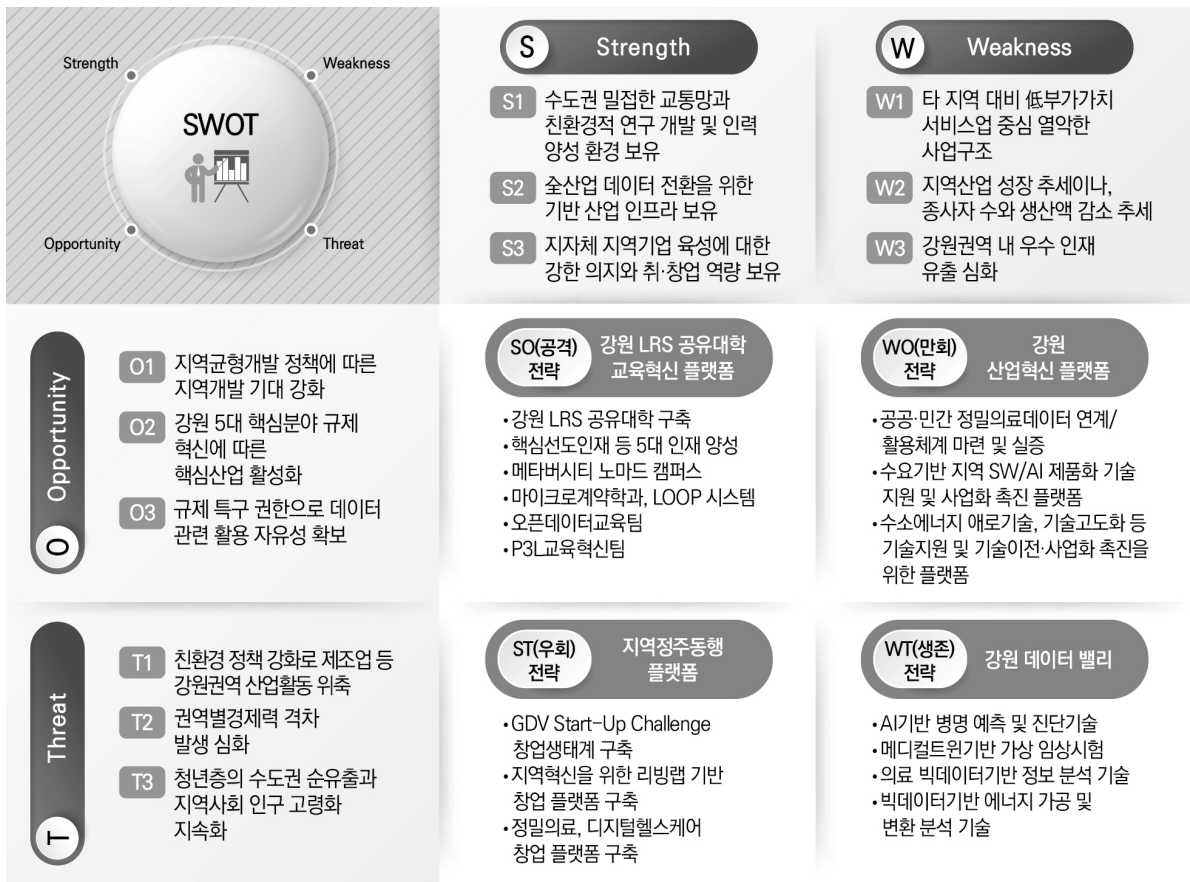 Strength
Weakness
SWOT
Opportunity
Threat
S
Strength
S1
수도권 밀접한 교통망과
친환경적 연구 개발 및 인력
양성 환경 보유
S2
全산업 데이터 전환을 위한
기반 산업 인프라 보유
S3
지자체 지역기업 육성에 대한
강한 의지와 취·창업 역량 보유
W
Weakness
W1
타 지역 대비 低부가가치
서비스업 중심 열악한
사업구조
W2
지역산업 성장 추세이나,
종사자 수와 생산액 감소 추세
W3
강원권역 내 우수 인재
유출 심화
O
Opportunity
O1
지역균형개발 정책에 따른
지역개발 기대 강화
O2
강원 5대 핵심분야 규제
혁신에 따른
핵심산업 활성화
O3
규제 특구 권한으로 데이터
관련 활용 자유성 확보
SO(공격)
전략
강원 LRS 공유대학
교육혁신 플랫폼
•강원 LRS 공유대학 구축
•핵심선도인재 등 5대 인재 양성
•메타버시티 노마드 캠퍼스
•마이크로계약학과, LOOP 시스템
•오픈데이터교육팀
•P3L교육혁신팀
WO(만회)
전략
강원
산업혁신 플랫폼
•공공·민간 정밀의료데이터 연계/
활용체계 마련 및 실증
•수요기반 지역 SW/AI 제품화 기술
지원 및 사업화 촉진 플랫폼
•수소에너지 애로기술, 기술고도화 등
기술지원 및 기술이전·사업화 촉진을
위한 플랫폼
T
Threat
T1
친환경 정책 강화로 제조업 등
강원권역 산업활동 위축
T2
권역별경제력 격차
발생 심화
T3
청년층의 수도권 순유출과
지역사회 인구 고령화
지속화
ST(우회)
전략
지역정주동행
플랫폼
•GDV Start-Up Challenge
창업생태계 구축
•지역혁신을 위한 리빙랩 기반
창업 플랫폼 구축
•정밀의료, 디지털헬스케어
창업 플랫폼 구축
WT(생존)
전략
강원 데이터 밸리
•AI기반 병명 예측 및 진단기술
•메디컬트윈기반 가상 임상시험
•의료 빅데이터기반 정보 분석 기술
•빅데이터기반 에너지 가공 및
변환 분석 기술